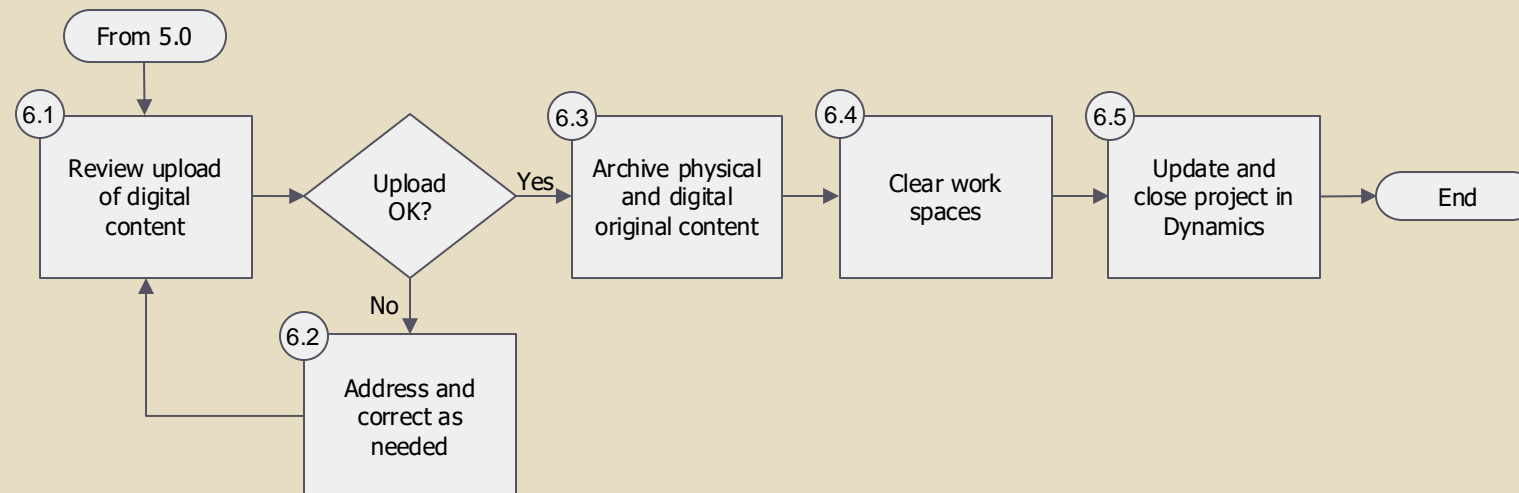 From 5.0
6.1
Review upload
of digital
content
Upload
OK?
Yes
No
6.2
Address and
correct as
needed
6.3
Archive physical
and digital
original content
6.4
Clear work
spaces
6.5
Update and
close project in
Dynamics
End